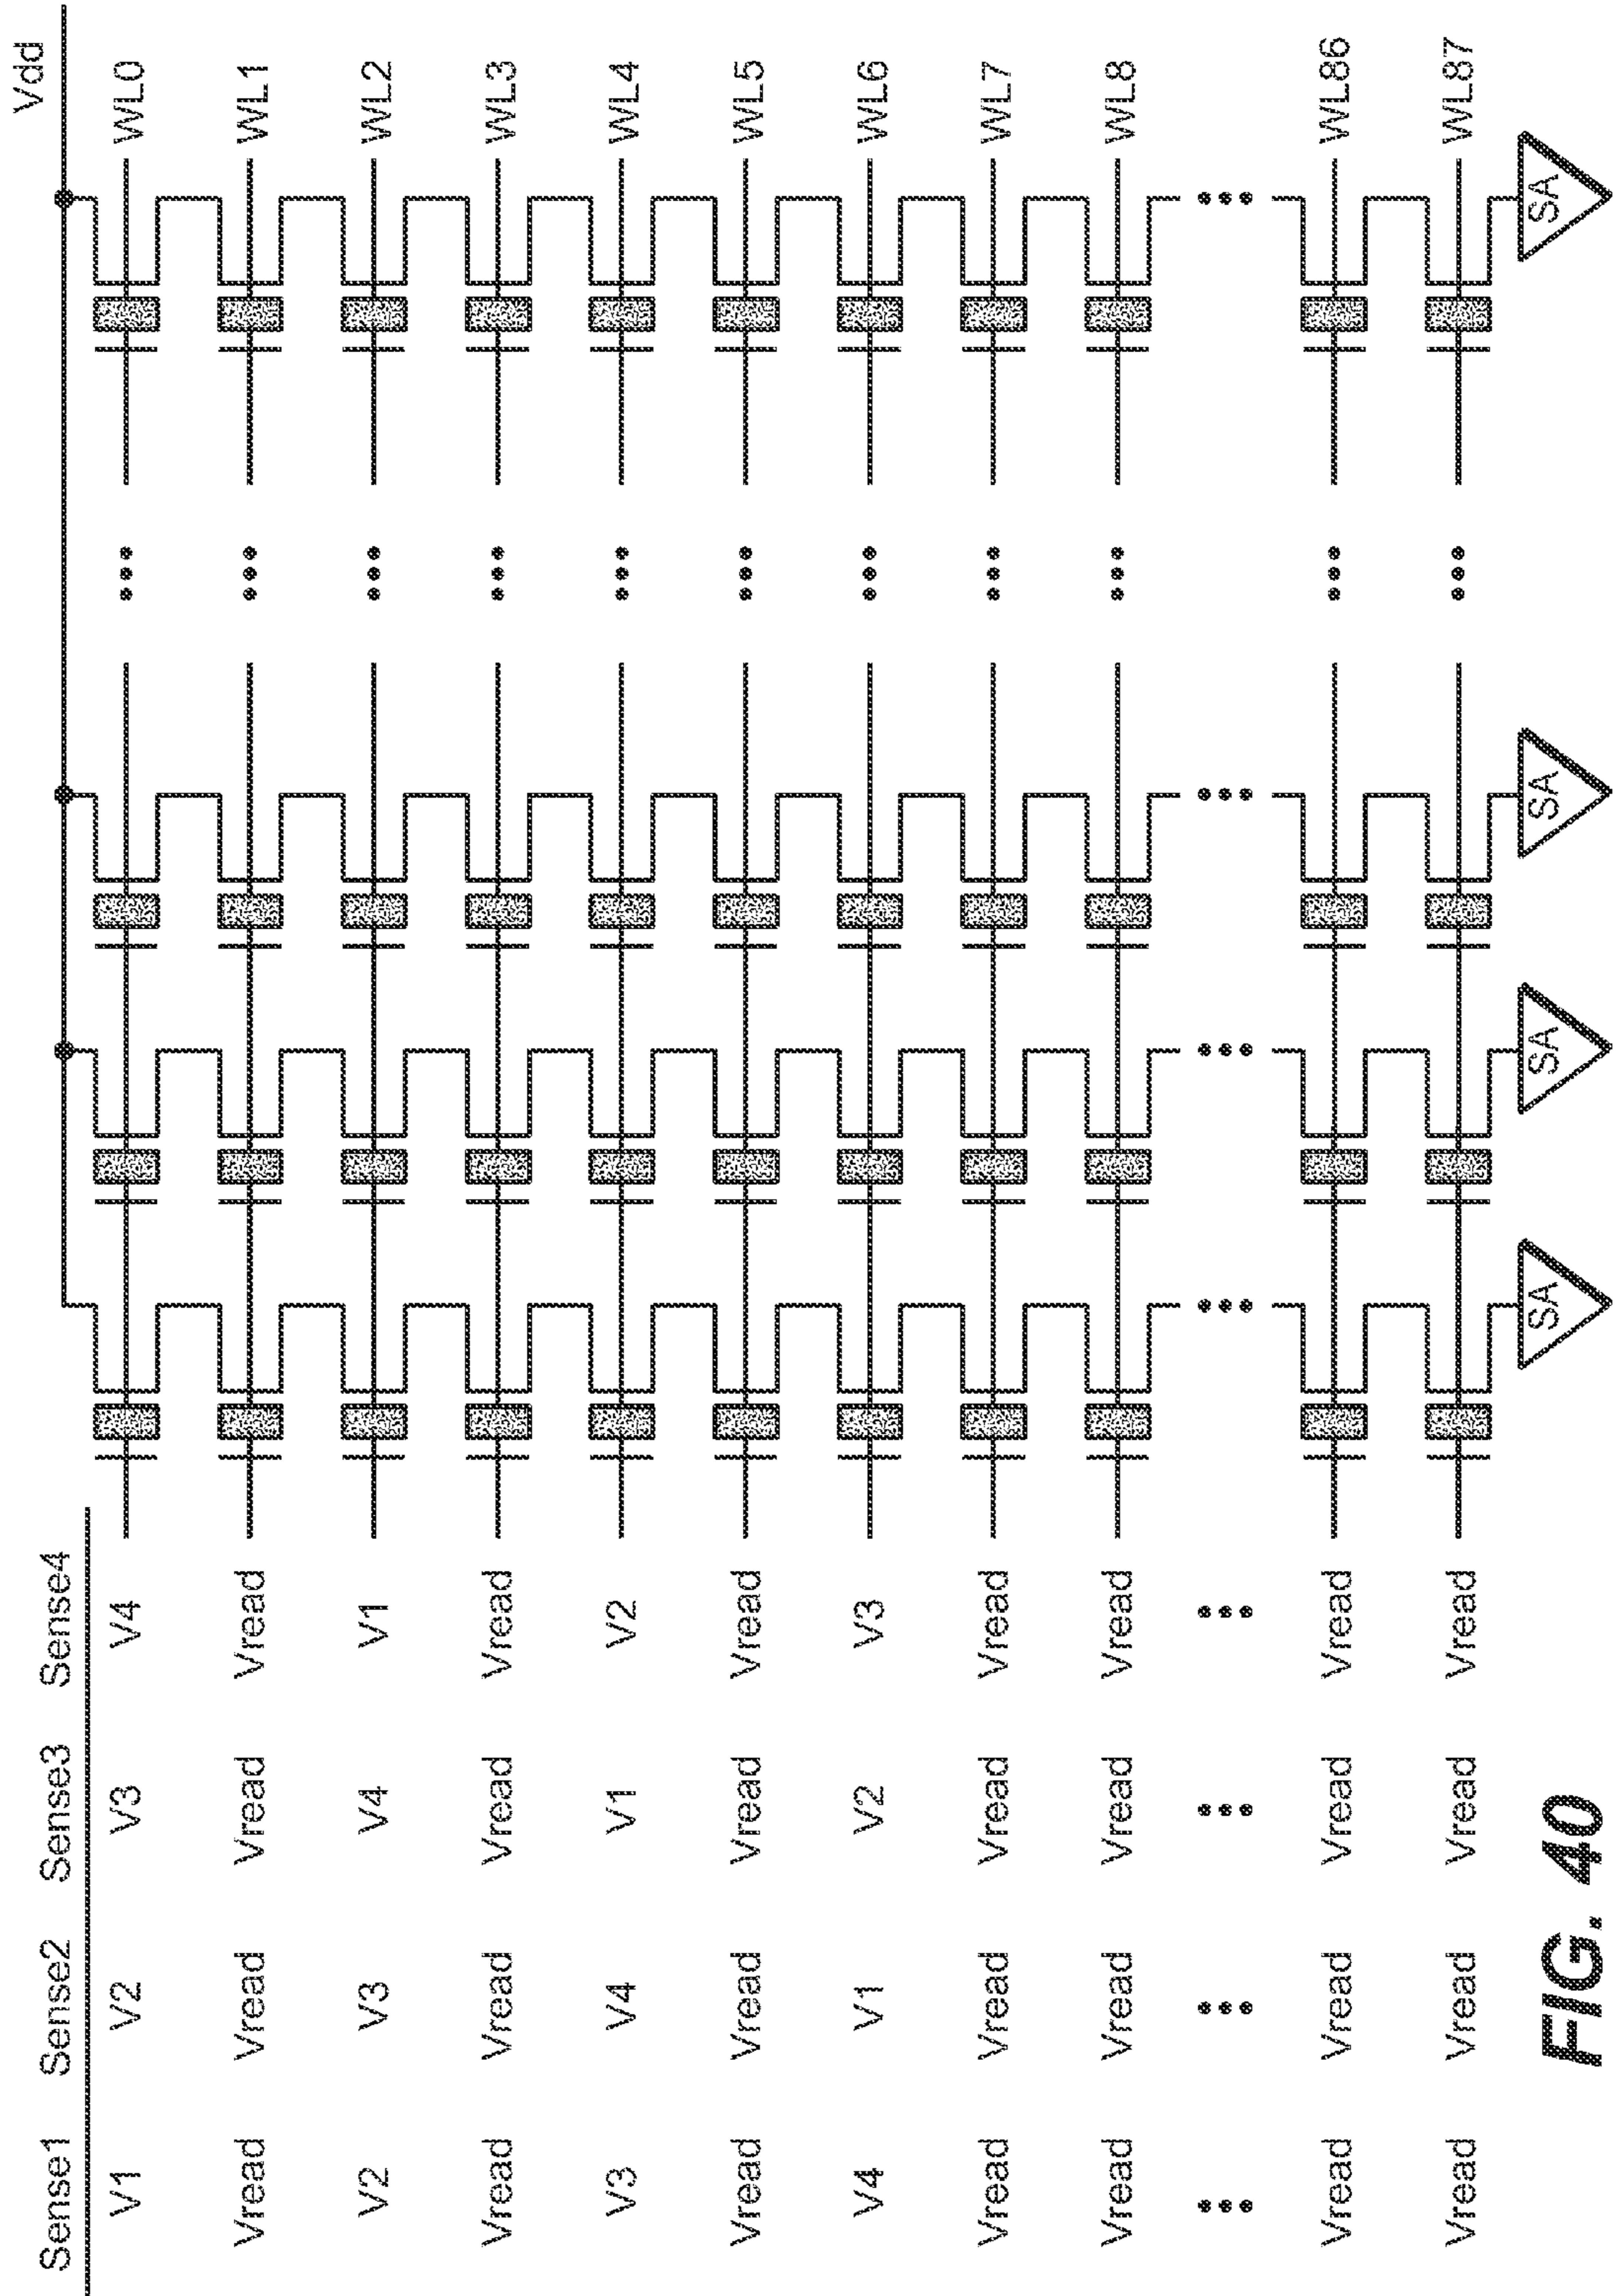 Vdd
Sense1 Sense2 Sense3 Sense4
V1 V2 V3 V4 WL0
Vread Vread Vread Vread WL1
V2 V3 V4 V1 WL2
Vread Vread Vread Vread WL3
V3 V4 V1 V2 WL4
Vread Vread Vread Vread WL5
V4 V1 V2 V3 WL6
Vread Vread Vread Vread WL7
Vread Vread Vread Vread WL8
Vread Vread Vread Vread WL86
Vread Vread Vread Vread WL87
SA SA SA SA
FIG. 40